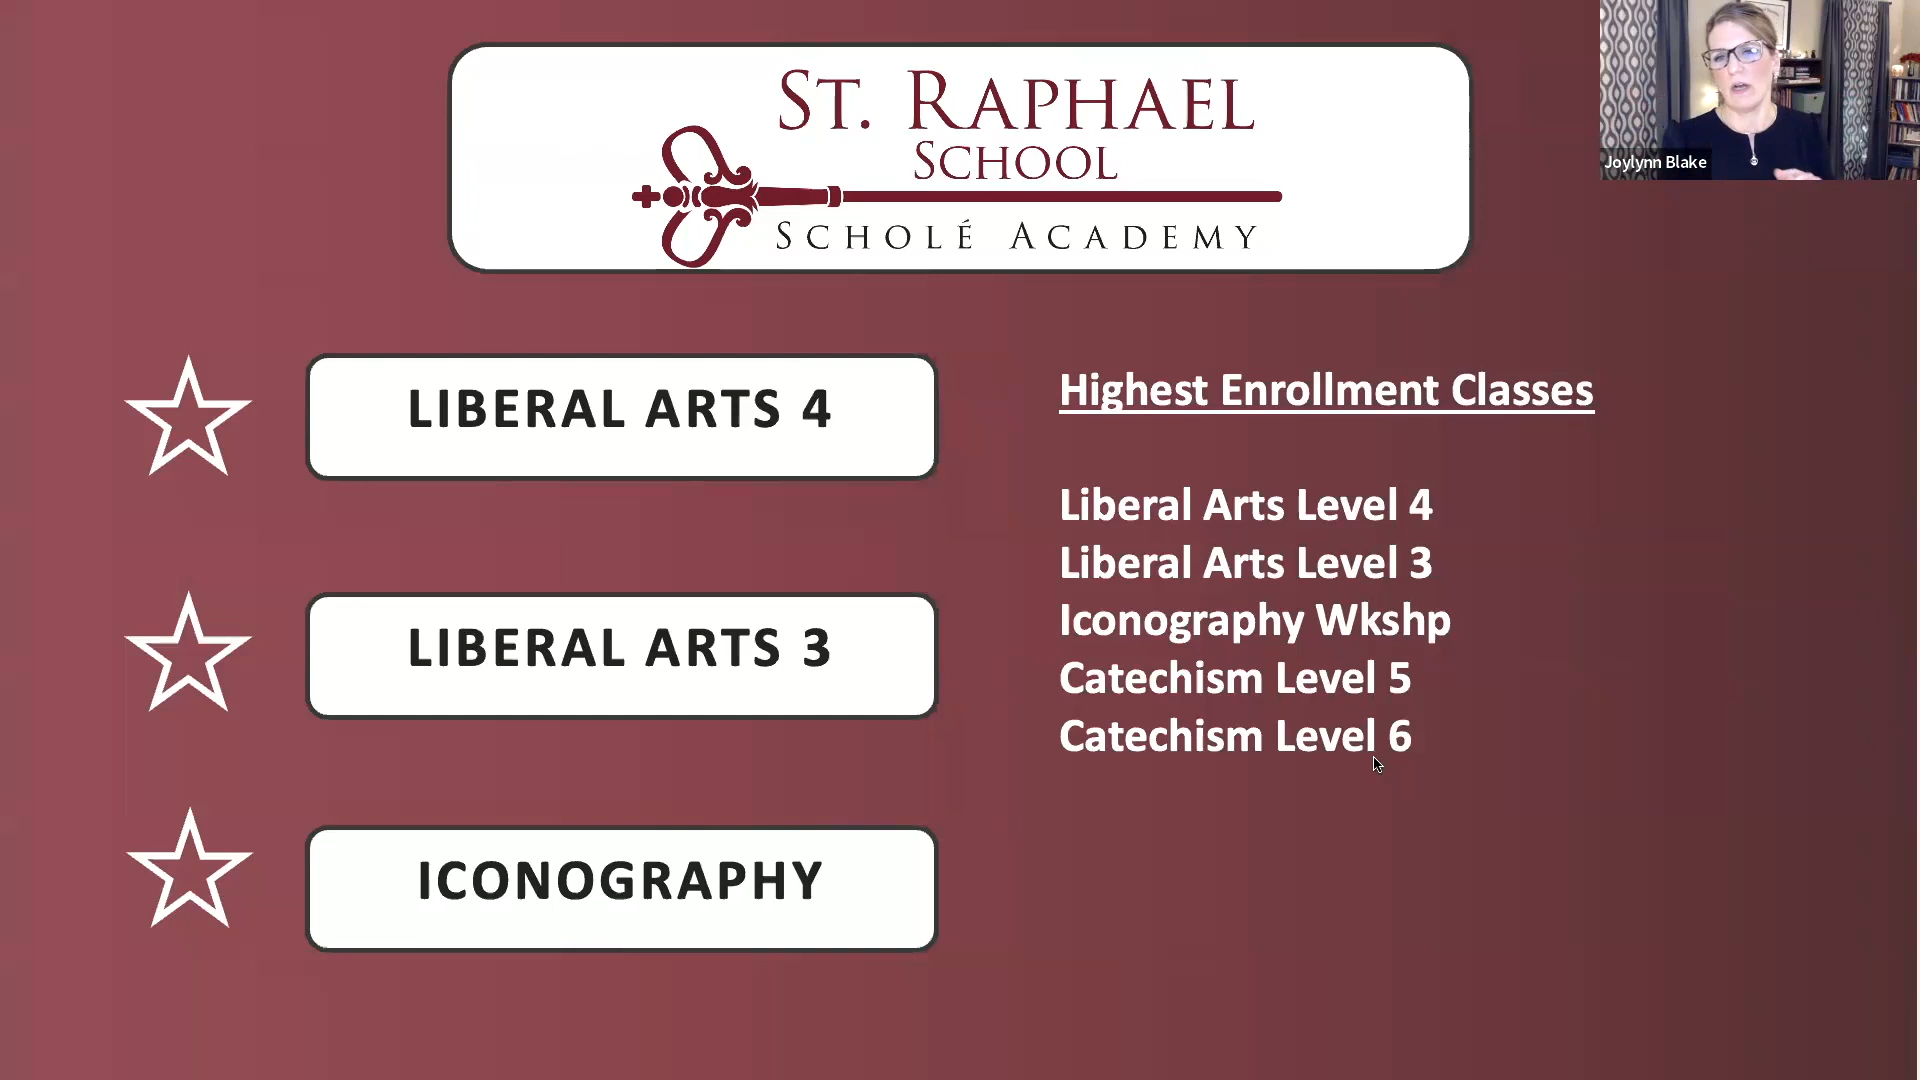 ST. RAPHAEL
SCHOOL
SCHOLÉ ACADEMY
Joylynn Blake
LIBERAL ARTS 4
LIBERAL ARTS 3
ICONOGRAPHY
Highest Enrollment Classes
Liberal Arts Level 4
Liberal Arts Level 3
Iconography Wkshp
Catechism Level 5
Catechism Level 6